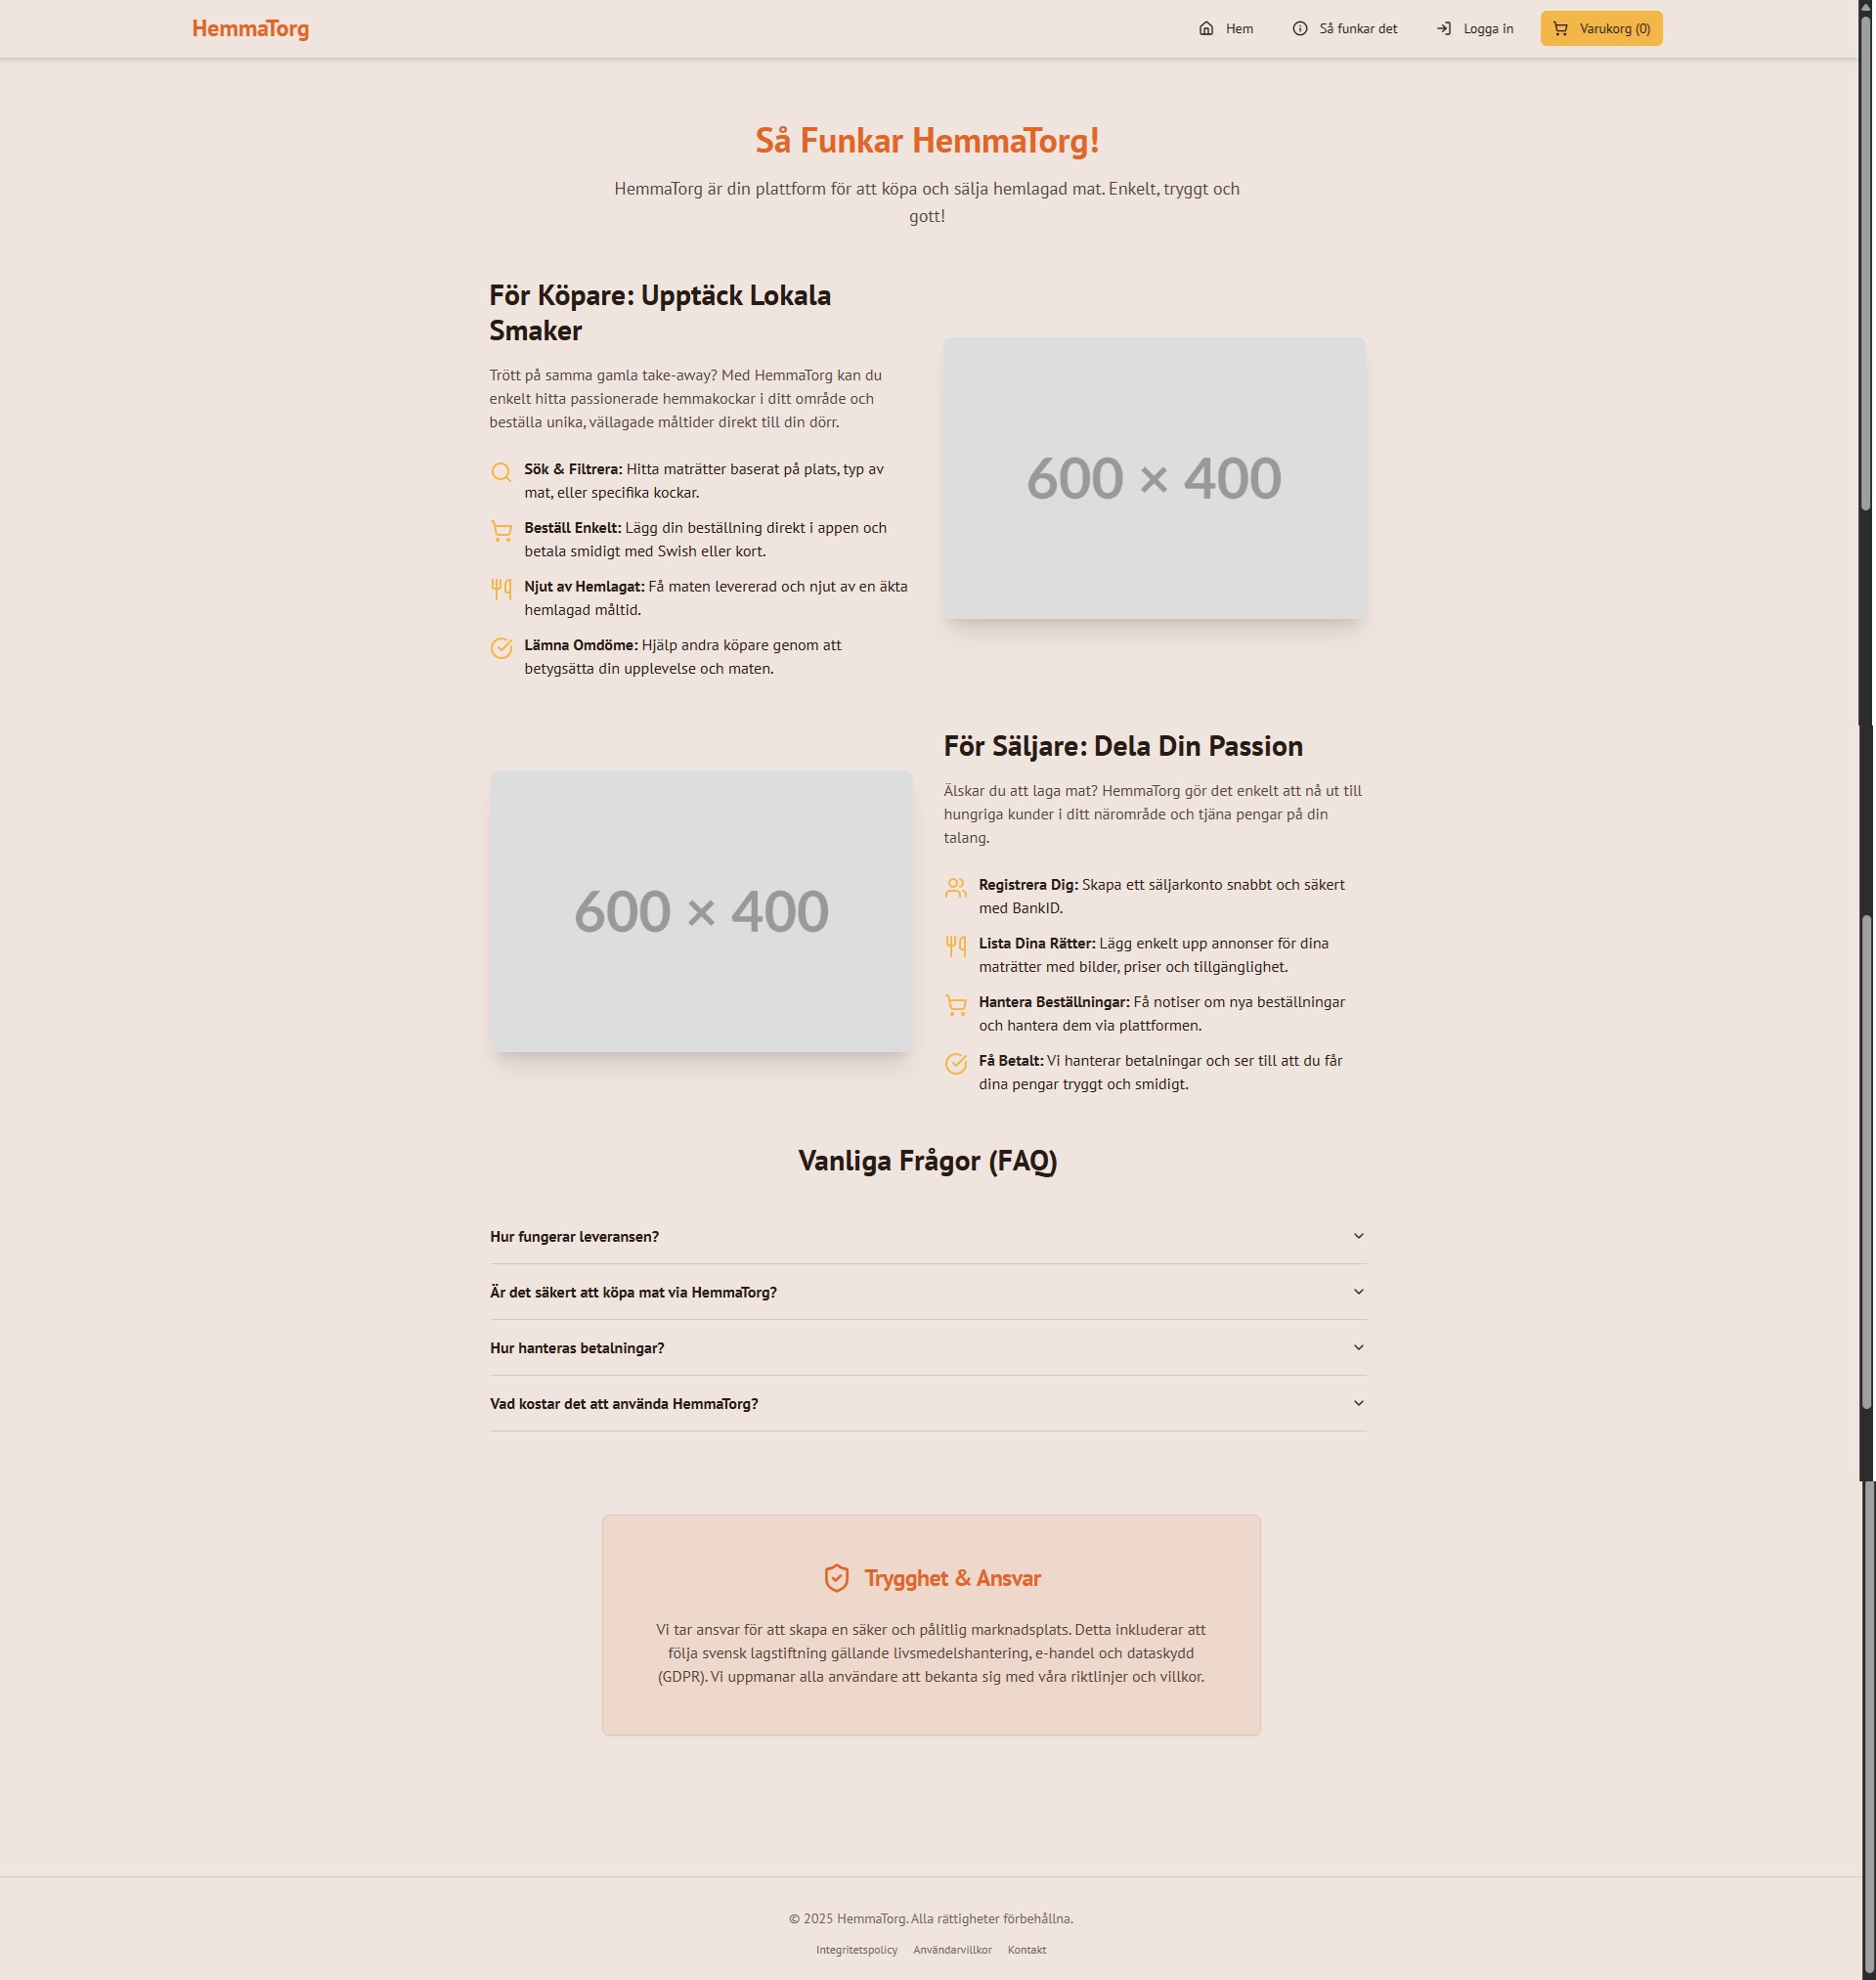 HemmaTorg
Hem
Så funkar det
Logga in
Varukorg (0)
Så Funkar HemmaTorg!
HemmaTorg är din plattform för att köpa och sälja hemlagad mat. Enkelt, tryggt och
gott!
För Köpare: Upptäck Lokala
Smaker
Trött på samma gamla take-away? Med HemmaTorg kan du
enkelt hitta passionerade hemmakockar i ditt område och
beställa unika, vällagade måltider direkt till din dörr.
Sök & Filtrera: Hitta maträtter baserat på plats, typ av
mat, eller specifika kockar.
Beställ Enkelt: Lägg din beställning direkt i appen och
betala smidigt med Swish eller kort.
Njut av Hemlagat: Få maten levererad och njut av en äkta
hemlagad måltid.
Lämna Omdöme: Hjälp andra köpare genom att
betygsätta din upplevelse och maten.
600 × 400
600 × 400
För Säljare: Dela Din Passion
Älskar du att laga mat? HemmaTorg gör det enkelt att nå ut till
hungriga kunder i ditt närområde och tjäna pengar på din
talang.
Registrera Dig: Skapa ett säljarkonto snabbt och säkert
med BankID.
Lista Dina Rätter: Lägg enkelt upp annonser för dina
maträtter med bilder, priser och tillgänglighet.
Hantera Beställningar: Få notiser om nya beställningar
och hantera dem via plattformen.
Få Betalt: Vi hanterar betalningar och ser till att du får
dina pengar tryggt och smidigt.
Vanliga Frågor (FAQ)
Hur fungerar leveransen?
Är det säkert att köpa mat via HemmaTorg?
Hur hanteras betalningar?
Vad kostar det att använda HemmaTorg?
Trygghet & Ansvar
Vi tar ansvar för att skapa en säker och pålitlig marknadsplats. Detta inkluderar att
följa svensk lagstiftning gällande livsmedelshantering, e-handel och dataskydd
(GDPR). Vi uppmanar alla användare att bekanta sig med våra riktlinjer och villkor.
© 2025 HemmaTorg. Alla rättigheter förbehållna.
Integritetspolicy
Användarvillkor
Kontakt